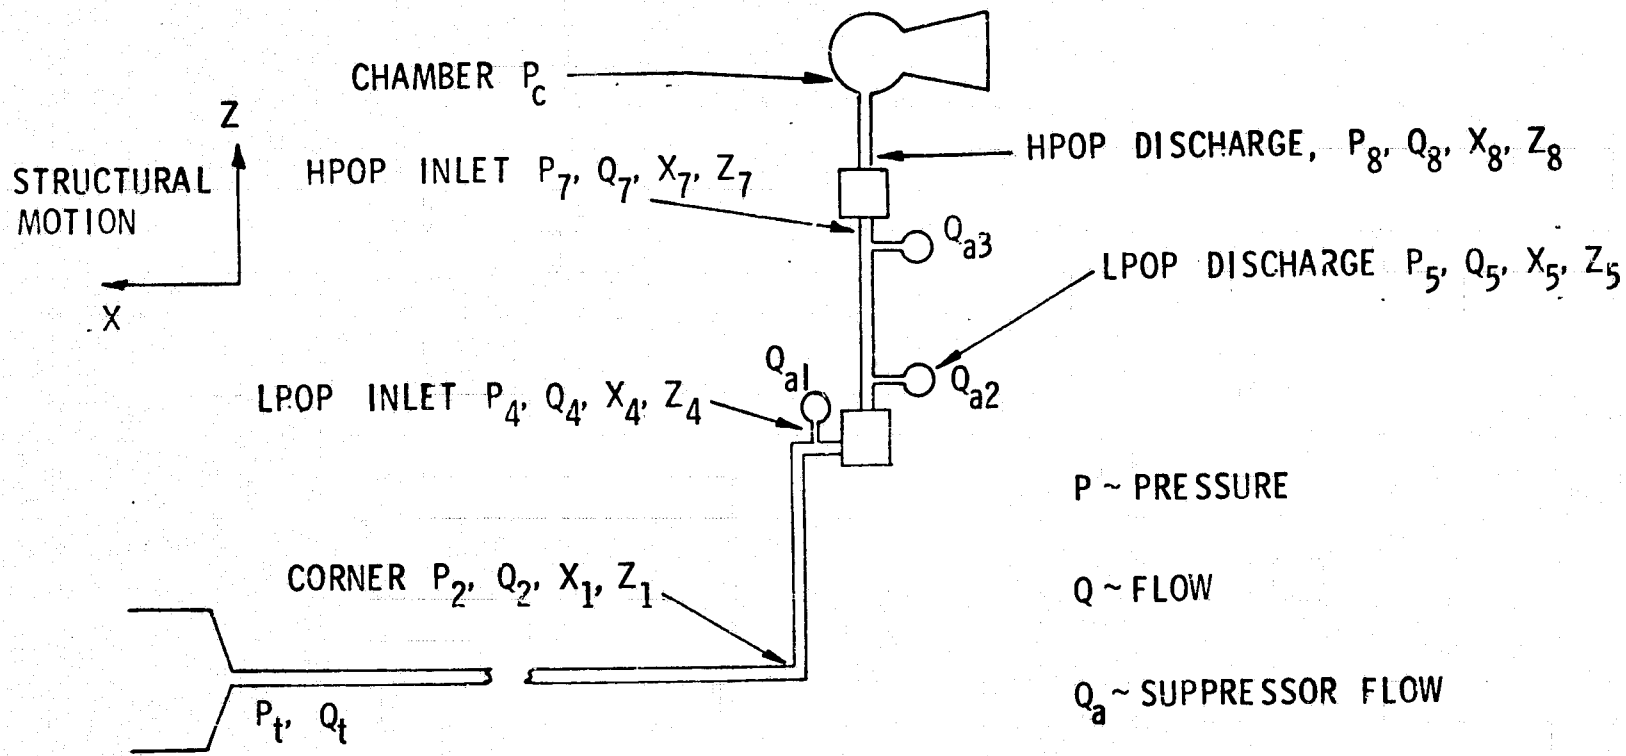 CHAMBER P_c
Z
STRUCTURAL MOTION
X
HPOP INLET P_7, Q_7, X_7, Z_7
HPOP DISCHARGE, P_8, Q_8, X_8, Z_8
Q_a3
LPOP DISCHARGE P_5, Q_5, X_5, Z_5
Q_a1
LPOP INLET P_4, Q_4, X_4, Z_4
Q_a2
P ~ PRESSURE
CORNER P_2, Q_2, X_1, Z_1
Q ~ FLOW
P_t, Q_t
Q_a ~ SUPPRESSOR FLOW